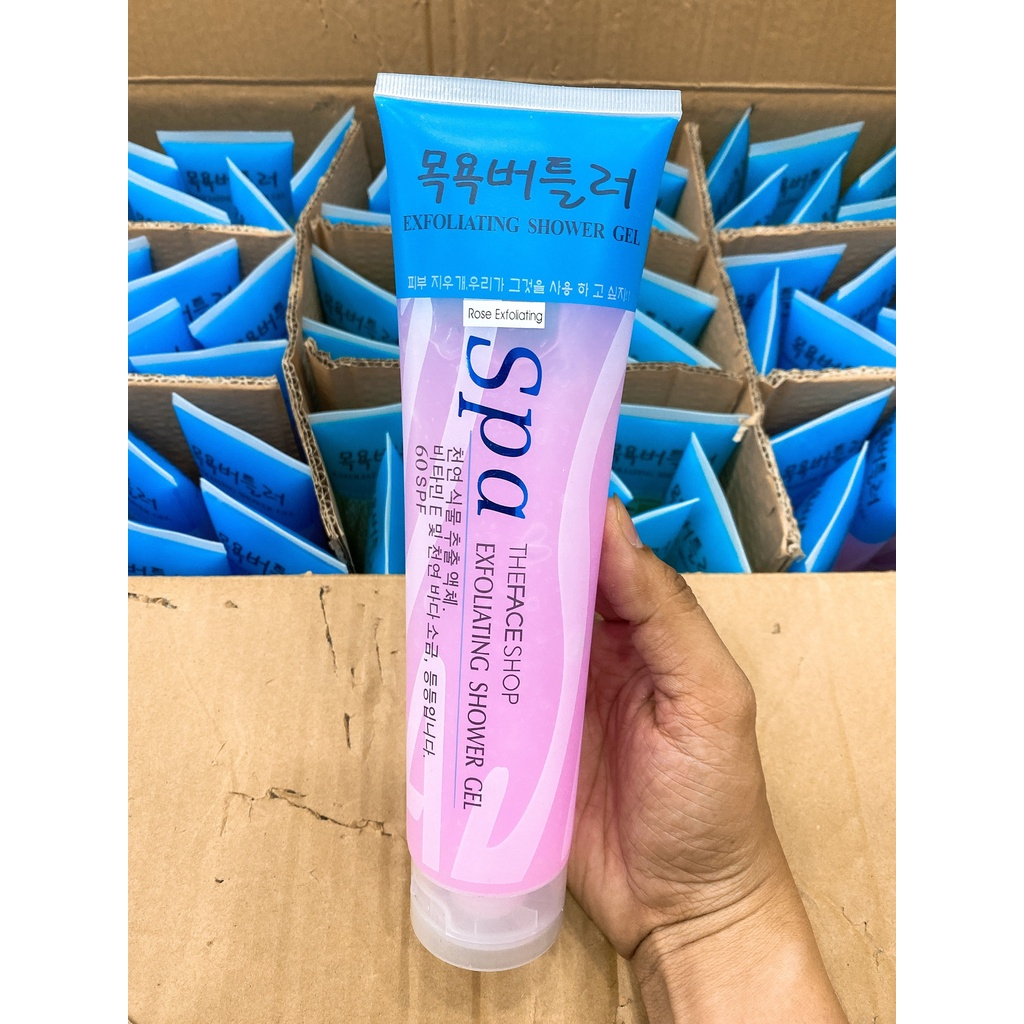 목욕버틀러
EXFOLIATING SHOWER GEL
피부 지우개,우리가 그것을 사용 하 고 싶지!
Rose Exfoliating
Spa
THEFACESHOP
EXFOLIATING SHOWER GEL
천연 식물 추출 액체.
비타민 E 및 천연 바다 소금, 등등입니다.
60 SPF